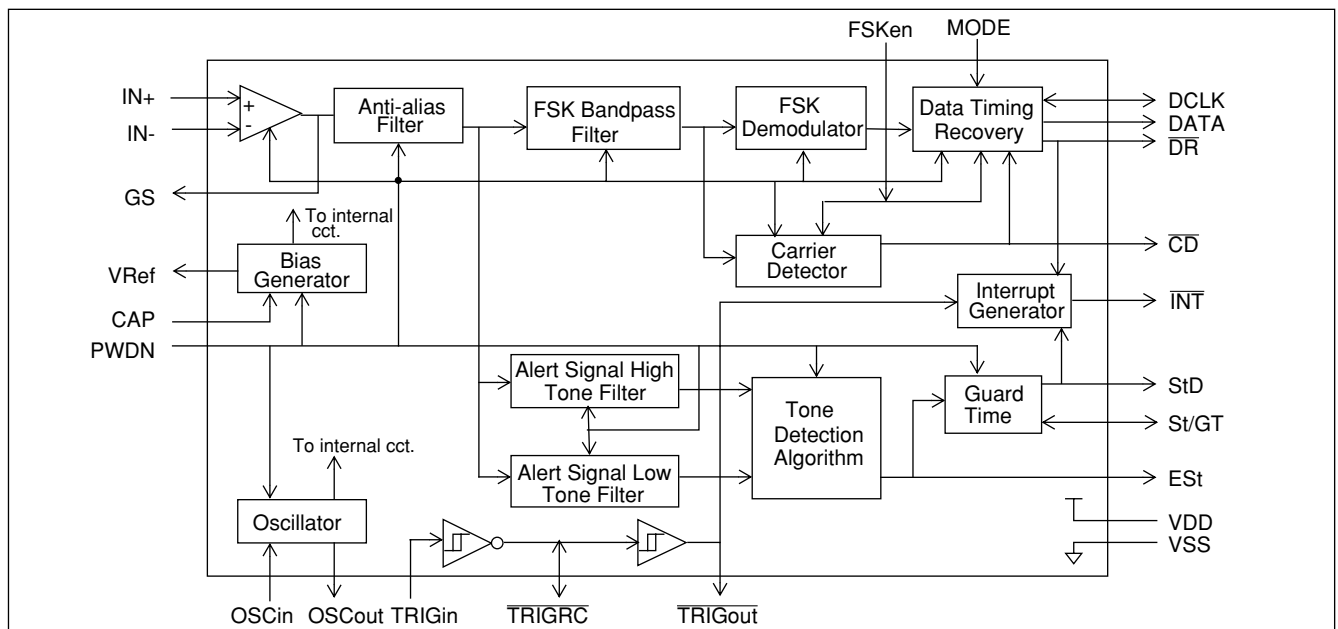 FSKen
MODE
IN+
IN-
+
-
Anti-alias
Filter
FSK Bandpass
Filter
FSK
Demodulator
Data Timing
Recovery
DCLK
DATA
DR
GS
To internal
cct.
VRef
Bias
Generator
CAP
PWDN
Carrier
Detector
CD
Interrupt
Generator
INT
Alert Signal High
Tone Filter
Alert Signal Low
Tone Filter
Tone
Detection
Algorithm
Guard
Time
StD
St/GT
ESt
To internal cct.
Oscillator
VDD
VSS
OSCin
OSCout
TRIGin
TRIGRC
TRIGout